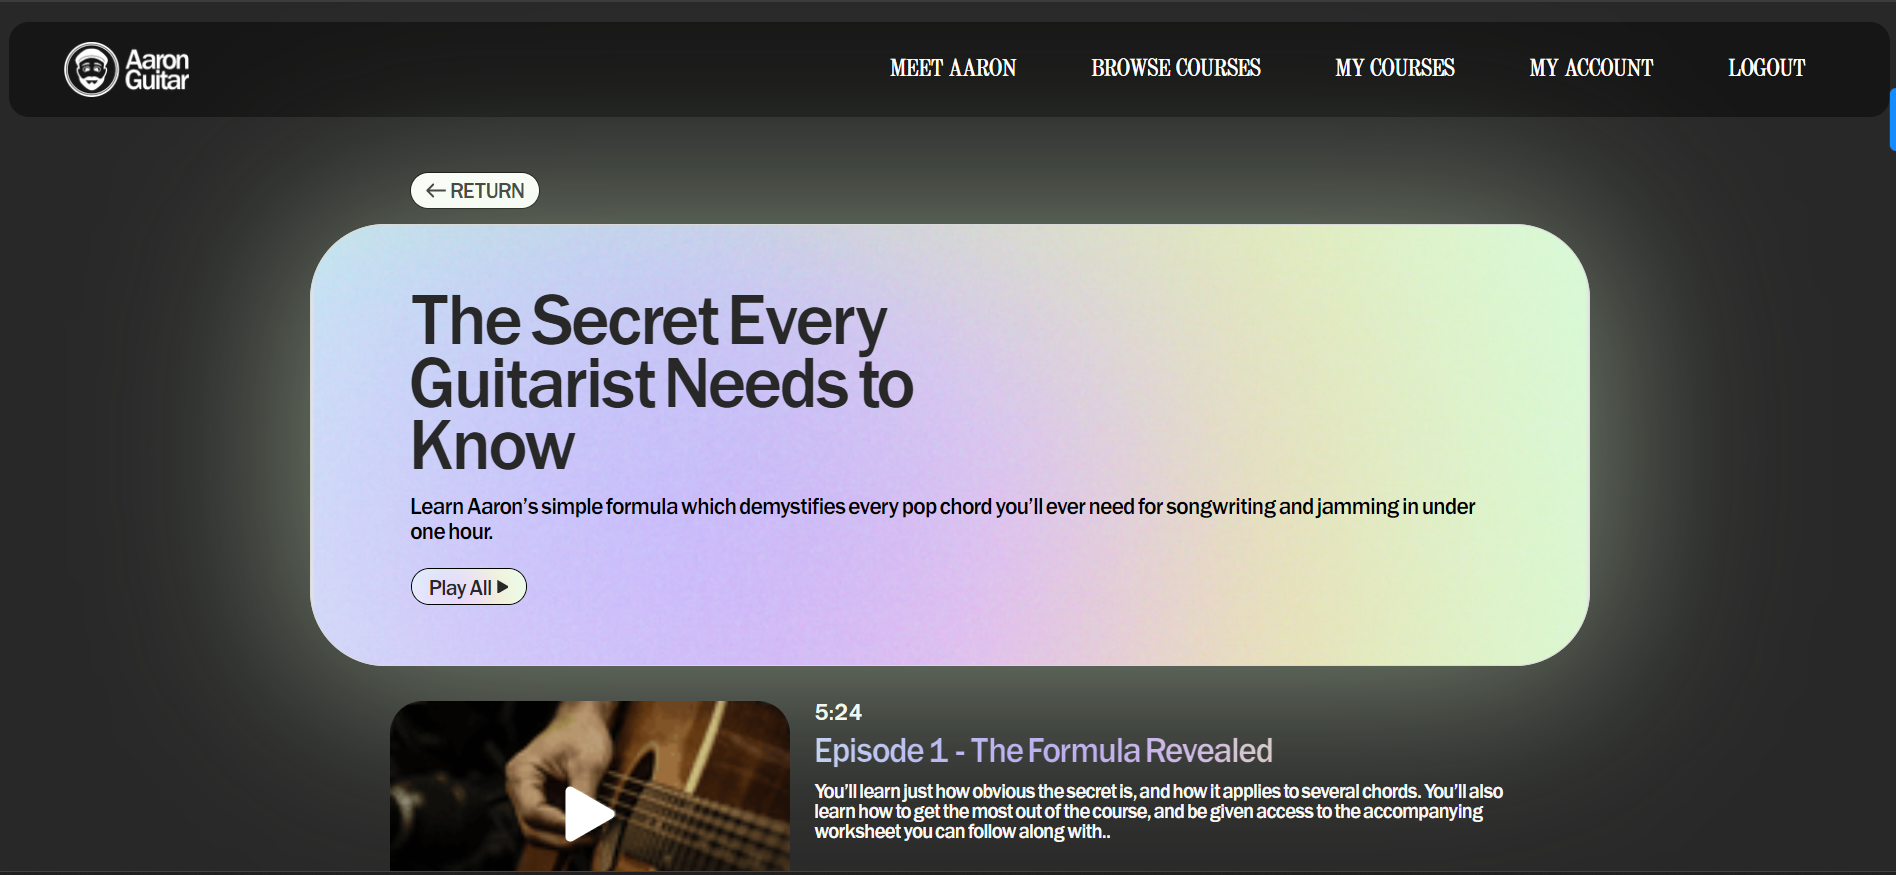 Aaron
Guitar
MEET AARON
BROWSE COURSES
MY COURSES
MY ACCOUNT
LOGOUT
← RETURN
The Secret Every
Guitarist Needs to
Know
Learn Aaron’s simple formula which demystifies every pop chord you’ll ever need for songwriting and jamming in under
one hour.
Play All
5:24
Episode 1 - The Formula Revealed
You’ll learn just how obvious the secret is, and how it applies to several chords. You’ll also
learn how to get the most out of the course, and be given access to the accompanying
worksheet you can follow along with..